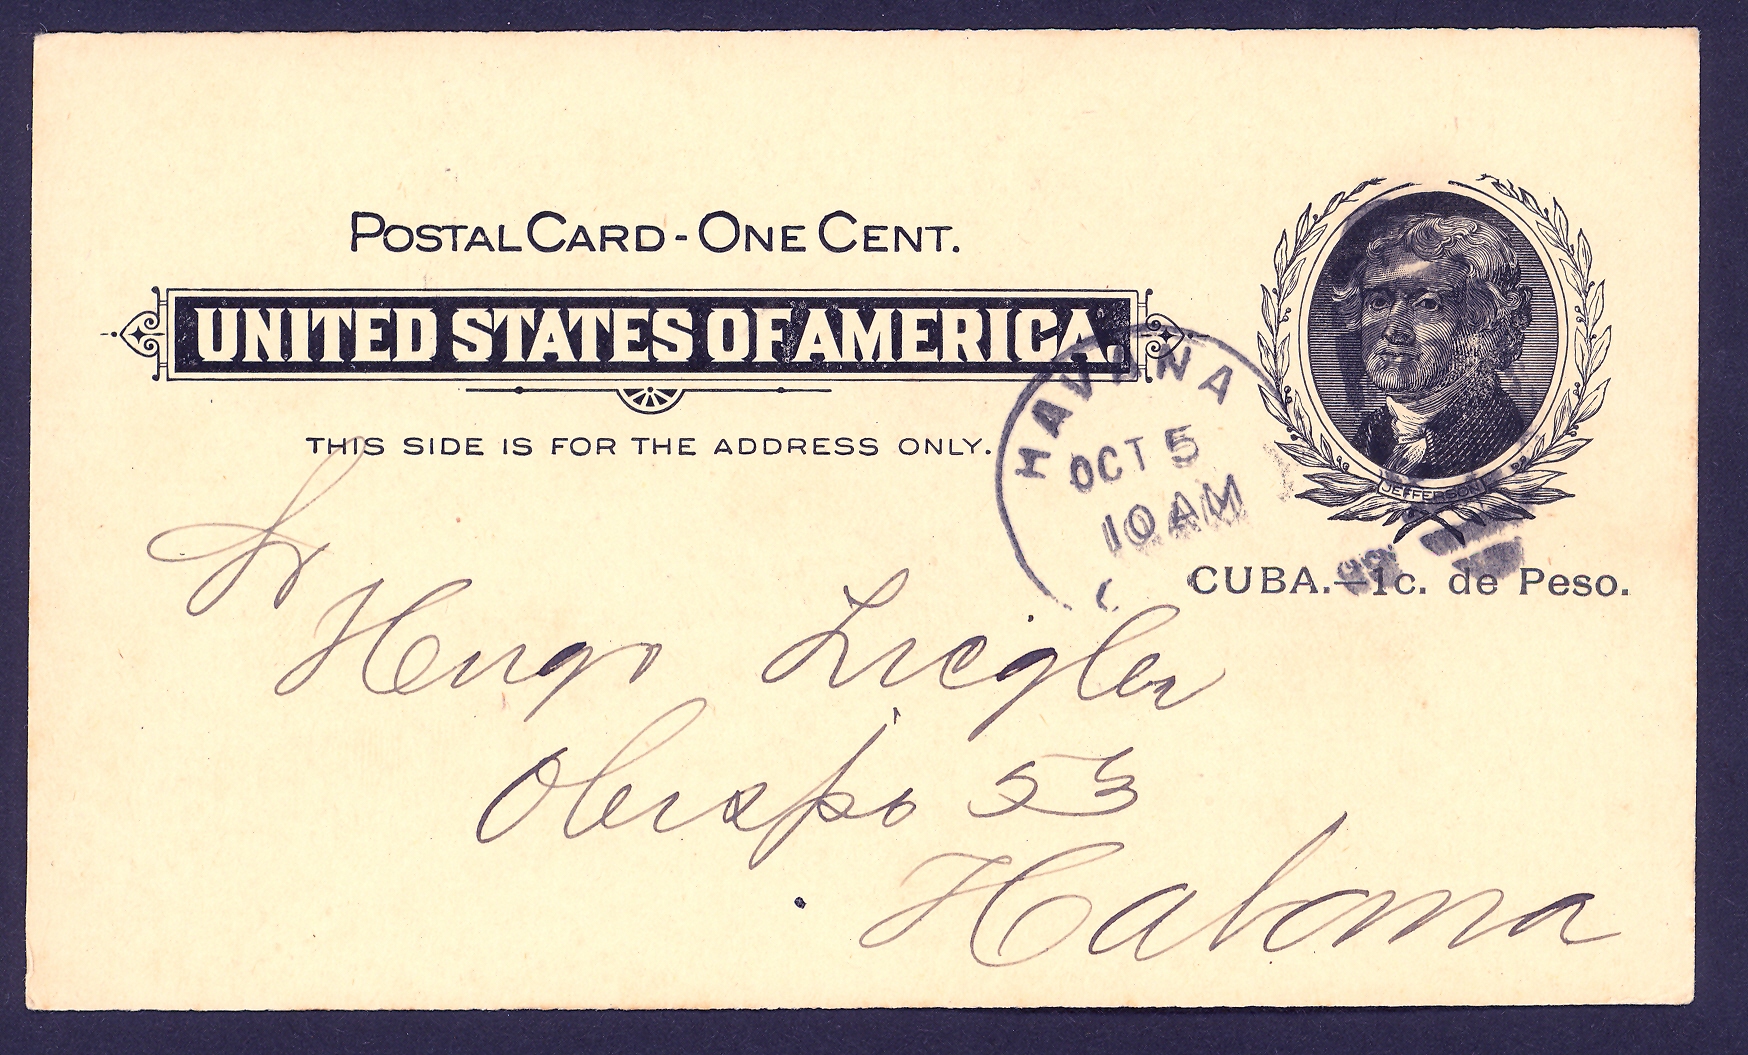 POSTAL CARD - ONE CENT.
UNITED STATES OF AMERICA.
THIS SIDE IS FOR THE ADDRESS ONLY.
JEFFERSON
CUBA.—1c. de Peso.
HAVANA
OCT 5
10 AM
Sr
Hugo Ziegler
Obispo 53
Habana